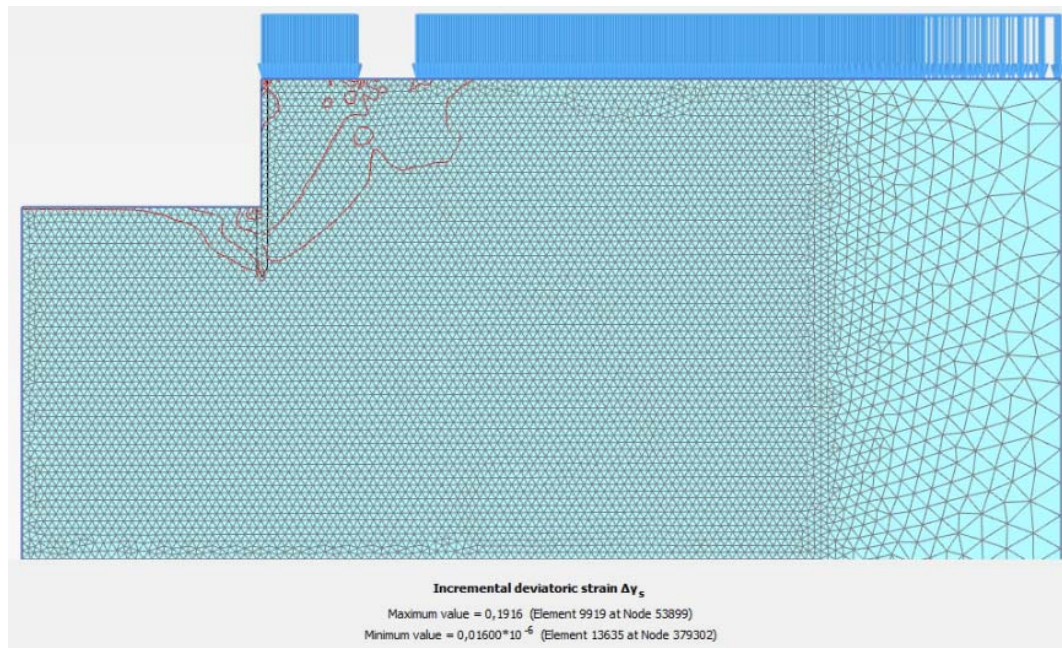 Incremental deviatoric strain Δγs
Maximum value = 0,1916 (Element 9919 at Node 53899)
Minimum value = 0,01600*10 -6 (Element 13635 at Node 379302)